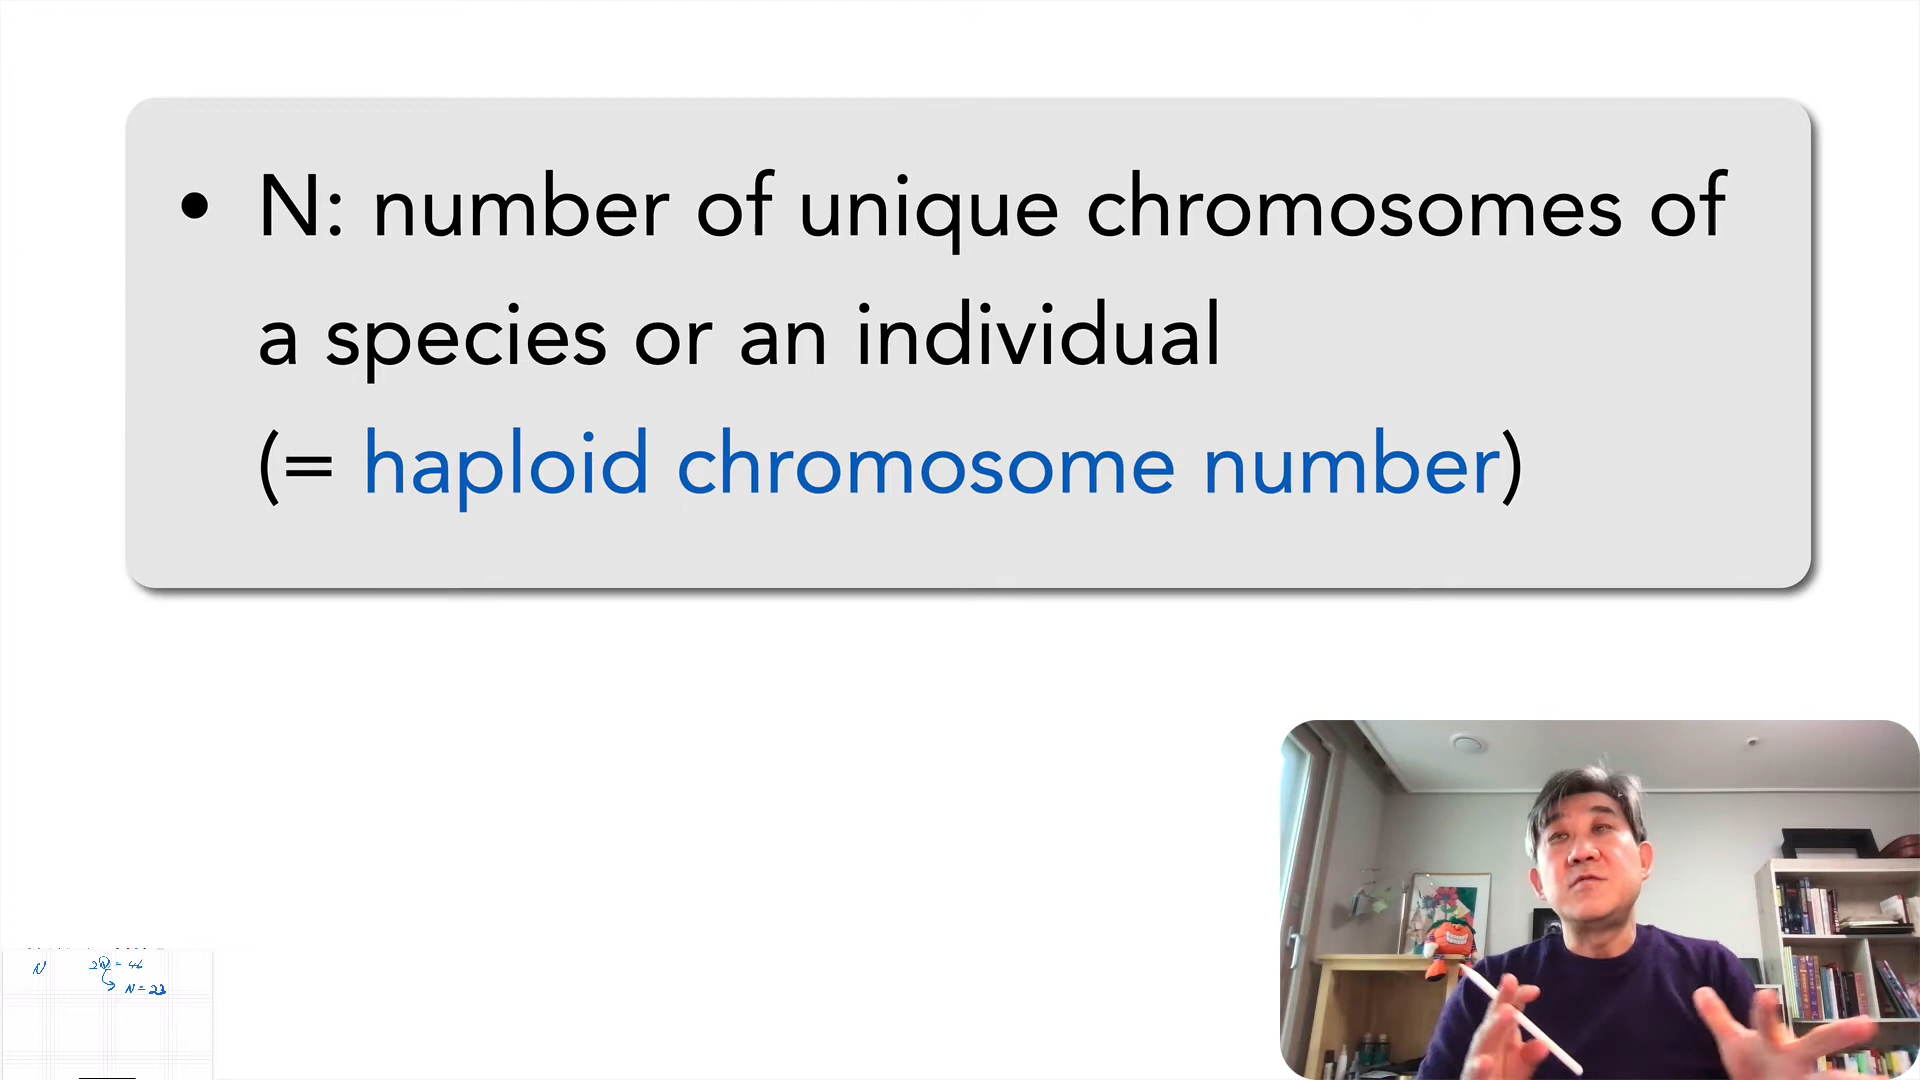 • N: number of unique chromosomes of
a species or an individual
(= haploid chromosome number)
N 2N = 46
N = 23